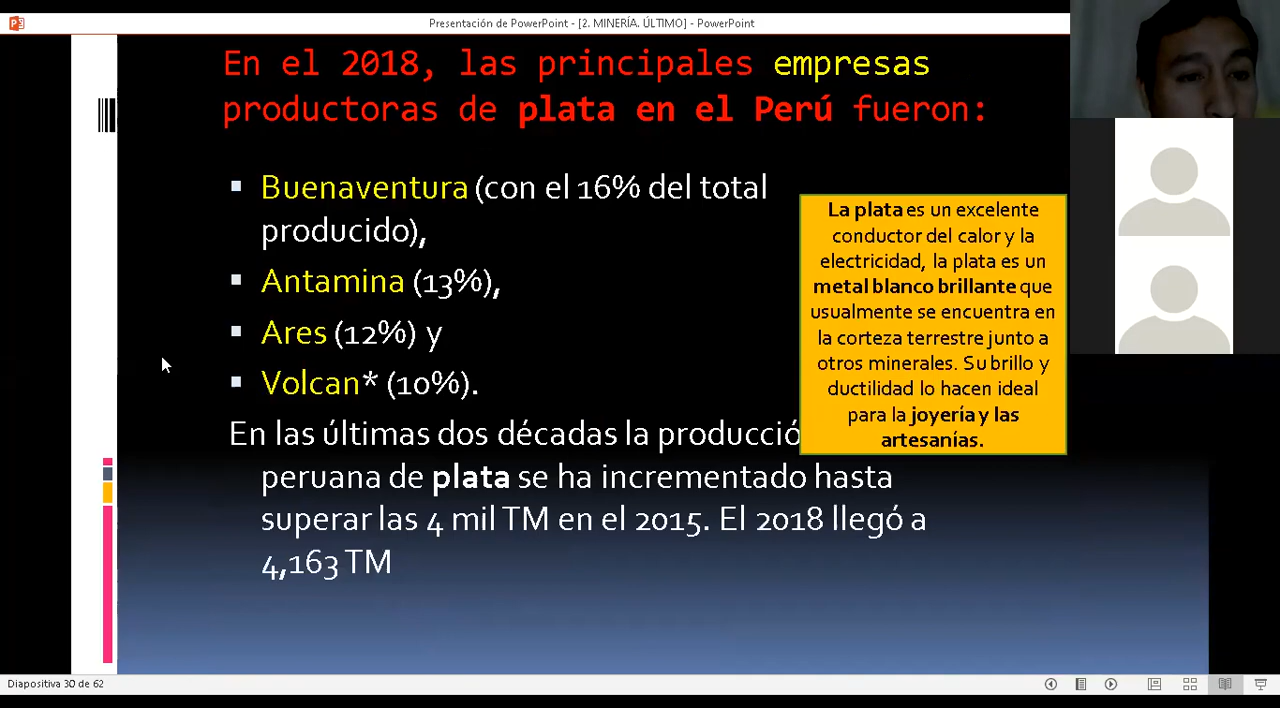 Presentación de PowerPoint - [2. MINERÍA. ÚLTIMO] - PowerPoint
En el 2018, las principales empresas
productoras de plata en el Perú fueron:
▪ Buenaventura (con el 16% del total
producido),
▪ Antamina (13%),
▪ Ares (12%) y
▪ Volcan* (10%).
En las últimas dos décadas la producció
peruana de plata se ha incrementado hasta
superar las 4 mil TM en el 2015. El 2018 llegó a
4,163 TM
La plata es un excelente
conductor del calor y la
electricidad, la plata es un
metal blanco brillante que
usualmente se encuentra en
la corteza terrestre junto a
otros minerales. Su brillo y
ductilidad lo hacen ideal
para la joyería y las
artesanías.
Diapositiva 30 de 62